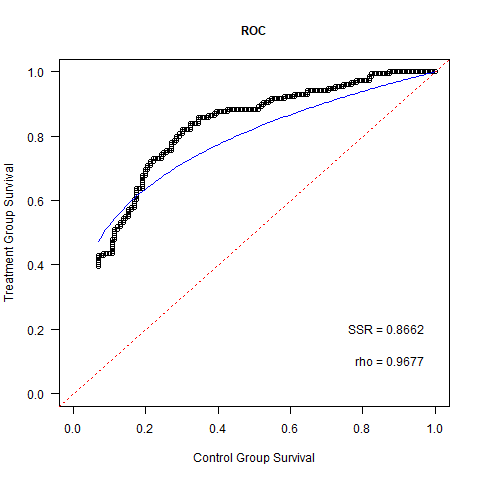 ROC
Treatment Group Survival
1.0
0.8
0.6
0.4
0.2
0.0
SSR = 0.8662
rho = 0.9677
0.0 0.2 0.4 0.6 0.8 1.0
Control Group Survival